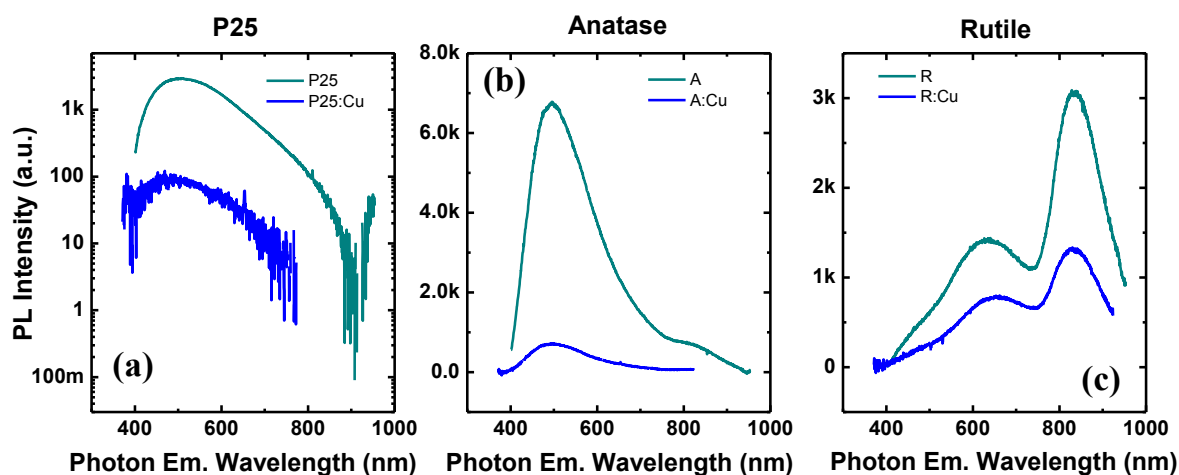 P25
Anatase
Rutile
PL Intensity (a.u.)
1k
100
10
1
100m
P25
P25:Cu
(a)
400 600 800 1000
Photon Em. Wavelength (nm)
8.0k
6.0k
4.0k
2.0k
0.0
(b)
A
A:Cu
400 600 800 1000
Photon Em. Wavelength (nm)
3k
2k
1k
0
R
R:Cu
(c)
400 600 800 1000
Photon Em. Wavelength (nm)